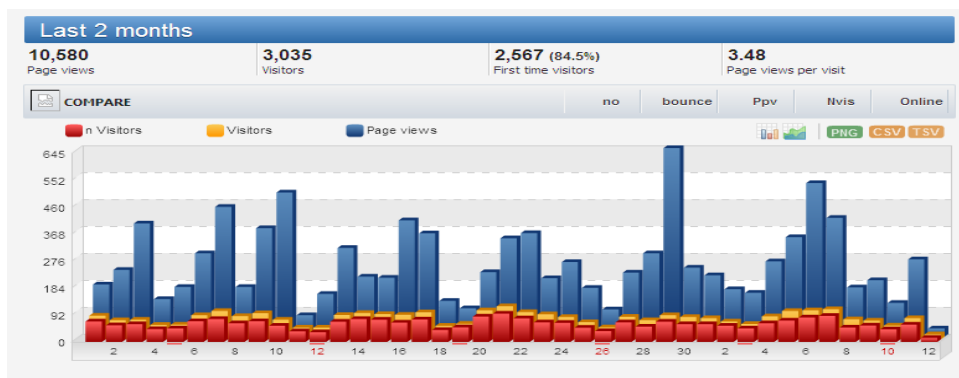 Last 2 months
10,580 3,035 2,567 (84.5%) 3.48
Page views Visitors First time visitors Page views per visit
COMPARE no bounce Ppv Nvis Online
n Visitors Visitors Page views PNG CSV TSV
645
552
460
368
276
184
92
0
2 4 6 8 10 12 14 16 18 20 22 24 26 28 30 2 4 6 8 10 12